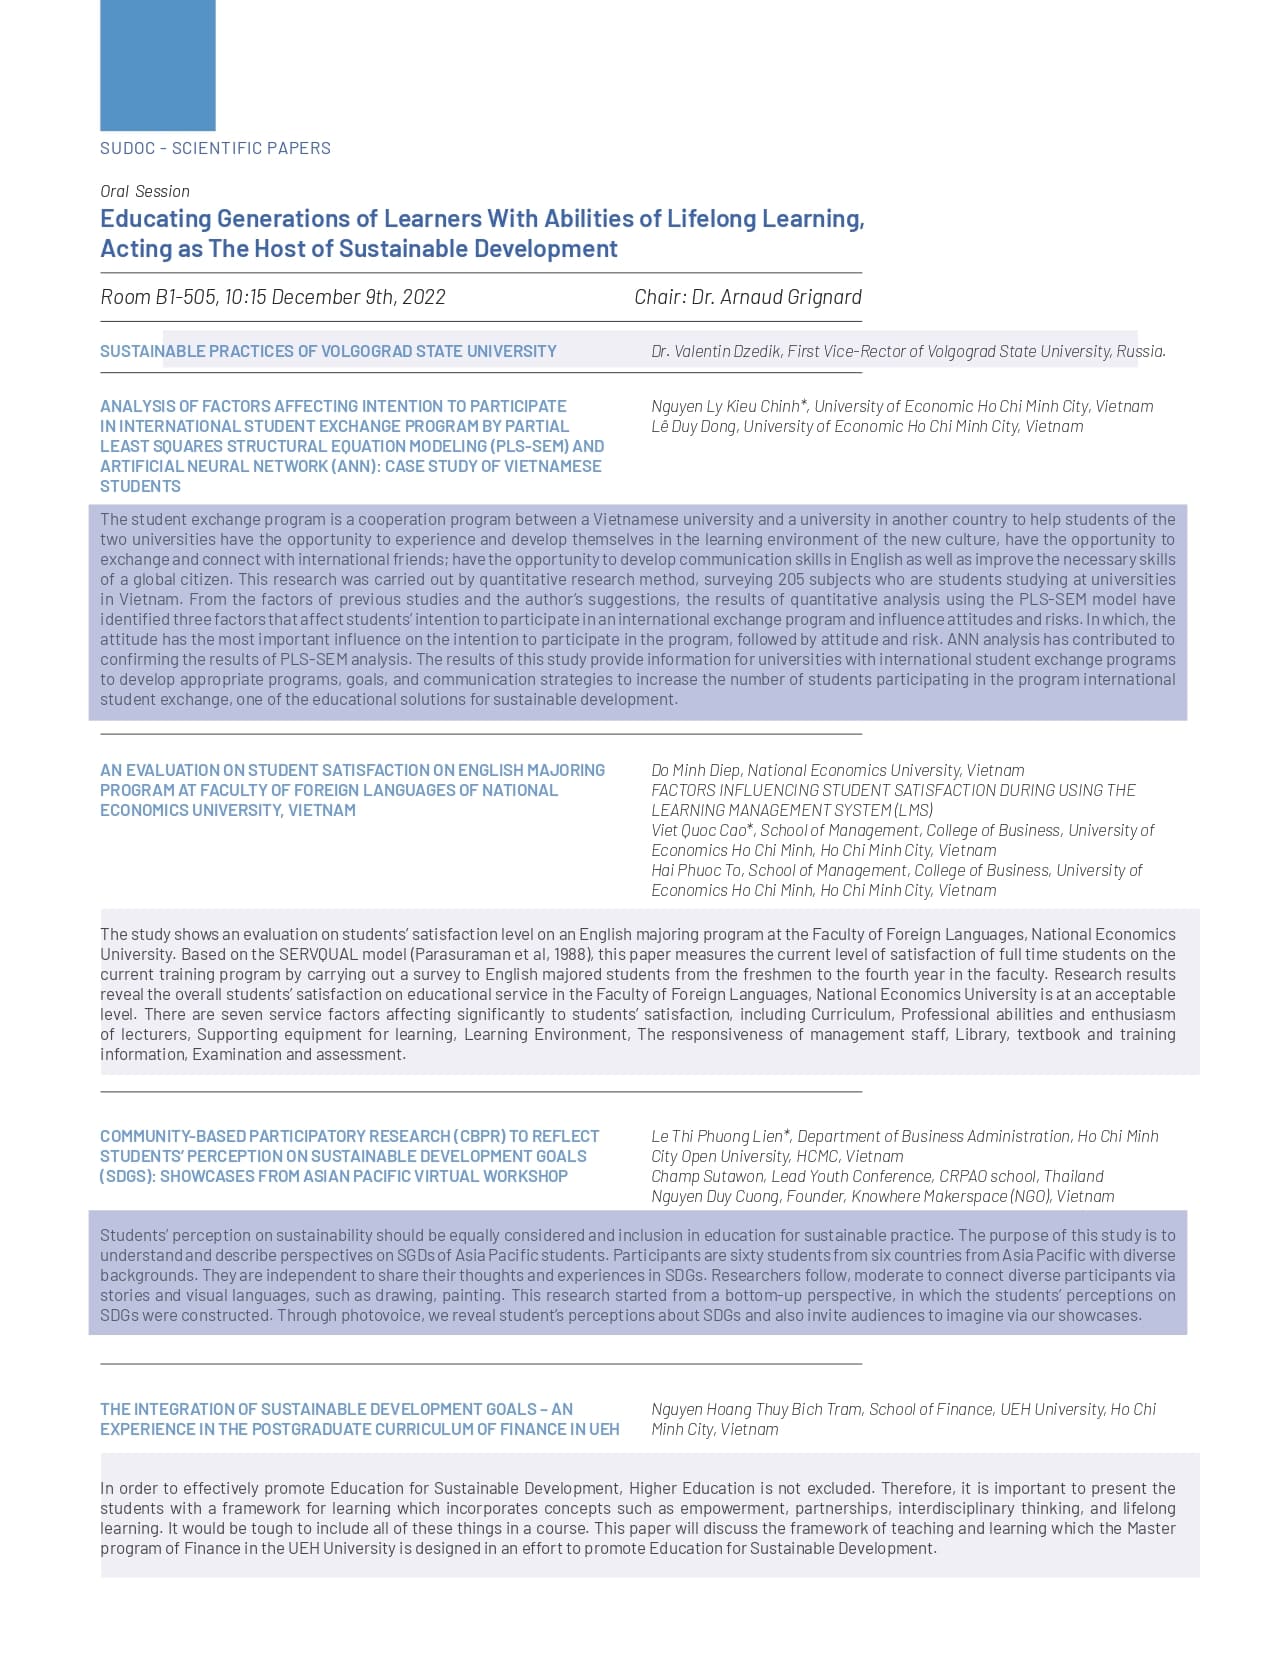 SUDOC - SCIENTIFIC PAPERS
Oral Session
Educating Generations of Learners With Abilities of Lifelong Learning,
Acting as The Host of Sustainable Development
Room B1-505, 10:15 December 9th, 2022 Chair: Dr. Arnaud Grignard
SUSTAINABLE PRACTICES OF VOLGOGRAD STATE UNIVERSITY
Dr. Valentin Dzedik, First Vice-Rector of Volgograd State University, Russia.
ANALYSIS OF FACTORS AFFECTING INTENTION TO PARTICIPATE
IN INTERNATIONAL STUDENT EXCHANGE PROGRAM BY PARTIAL
LEAST SQUARES STRUCTURAL EQUATION MODELING (PLS-SEM) AND
ARTIFICIAL NEURAL NETWORK (ANN): CASE STUDY OF VIETNAMESE
STUDENTS
Nguyen Ly Kieu Chinh*, University of Economic Ho Chi Minh City, Vietnam
Lê Duy Dong, University of Economic Ho Chi Minh City, Vietnam
The student exchange program is a cooperation program between a Vietnamese university and a university in another country to help students of the
two universities have the opportunity to experience and develop themselves in the learning environment of the new culture, have the opportunity to
exchange and connect with international friends; have the opportunity to develop communication skills in English as well as improve the necessary skills
of a global citizen. This research was carried out by quantitative research method, surveying 205 subjects who are students studying at universities
in Vietnam. From the factors of previous studies and the author's suggestions, the results of quantitative analysis using the PLS-SEM model have
identified three factors that affect students' intention to participate in an international exchange program and influence attitudes and risks. In which, the
attitude has the most important influence on the intention to participate in the program, followed by attitude and risk. ANN analysis has contributed to
confirming the results of PLS-SEM analysis. The results of this study provide information for universities with international student exchange programs
to develop appropriate programs, goals, and communication strategies to increase the number of students participating in the program international
student exchange, one of the educational solutions for sustainable development.
AN EVALUATION ON STUDENT SATISFACTION ON ENGLISH MAJORING
PROGRAM AT FACULTY OF FOREIGN LANGUAGES OF NATIONAL
ECONOMICS UNIVERSITY, VIETNAM
Do Minh Diep, National Economics University, Vietnam
FACTORS INFLUENCING STUDENT SATISFACTION DURING USING THE
LEARNING MANAGEMENT SYSTEM (LMS)
Viet Quoc Cao*, School of Management, College of Business, University of
Economics Ho Chi Minh, Ho Chi Minh City, Vietnam
Hai Phuoc To, School of Management, College of Business, University of
Economics Ho Chi Minh, Ho Chi Minh City, Vietnam
The study shows an evaluation on students' satisfaction level on an English majoring program at the Faculty of Foreign Languages, National Economics
University. Based on the SERVQUAL model (Parasuraman et al, 1988), this paper measures the current level of satisfaction of full time students on the
current training program by carrying out a survey to English majored students from the freshmen to the fourth year in the faculty. Research results
reveal the overall students' satisfaction on educational service in the Faculty of Foreign Languages, National Economics University is at an acceptable
level. There are seven service factors affecting significantly to students' satisfaction, including Curriculum, Professional abilities and enthusiasm
of lecturers, Supporting equipment for learning, Learning Environment, The responsiveness of management staff, Library, textbook and training
information, Examination and assessment.
COMMUNITY-BASED PARTICIPATORY RESEARCH (CBPR) TO REFLECT
STUDENTS' PERCEPTION ON SUSTAINABLE DEVELOPMENT GOALS
(SDGS): SHOWCASES FROM ASIAN PACIFIC VIRTUAL WORKSHOP
Le Thi Phuong Lien*, Department of Business Administration, Ho Chi Minh
City Open University, HCMC, Vietnam
Champ Sutawon, Lead Youth Conference, CRPAO school, Thailand
Nguyen Duy Cuong, Founder, Knowhere Makerspace (NGO), Vietnam
Students' perception on sustainability should be equally considered and inclusion in education for sustainable practice. The purpose of this study is to
understand and describe perspectives on SGDs of Asia Pacific students. Participants are sixty students from six countries from Asia Pacific with diverse
backgrounds. They are independent to share their thoughts and experiences in SDGs. Researchers follow, moderate to connect diverse participants via
stories and visual languages, such as drawing, painting. This research started from a bottom-up perspective, in which the students' perceptions on
SDGs were constructed. Through photovoice, we reveal student's perceptions about SDGs and also invite audiences to imagine via our showcases.
THE INTEGRATION OF SUSTAINABLE DEVELOPMENT GOALS – AN
EXPERIENCE IN THE POSTGRADUATE CURRICULUM OF FINANCE IN UEH
Nguyen Hoang Thuy Bich Tram, School of Finance, UEH University, Ho Chi
Minh City, Vietnam
In order to effectively promote Education for Sustainable Development, Higher Education is not excluded. Therefore, it is important to present the
students with a framework for learning which incorporates concepts such as empowerment, partnerships, interdisciplinary thinking, and lifelong
learning. It would be tough to include all of these things in a course. This paper will discuss the framework of teaching and learning which the Master
program of Finance in the UEH University is designed in an effort to promote Education for Sustainable Development.